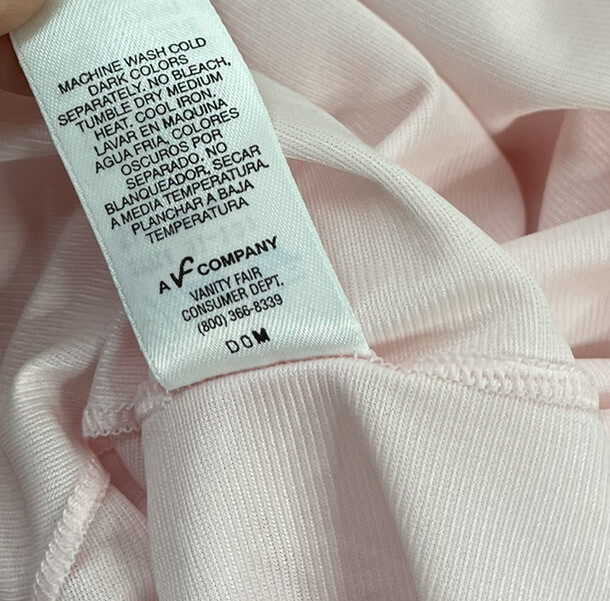 MACHINE WASH COLD
DARK COLORS
SEPARATELY, NO BLEACH,
TUMBLE DRY MEDIUM
HEAT. COOL IRON.
LAVAR EN MAQUINA
AGUA FRIA, COLORES
OSCUROS POR
SEPARADO, NO
BLANQUEADOR, SECAR
A MEDIA TEMPERATURA.
PLANCHAR A BAJA
TEMPERATURA
A VF COMPANY
VANITY FAIR
CONSUMER DEPT.
(800) 366-8339
DOM